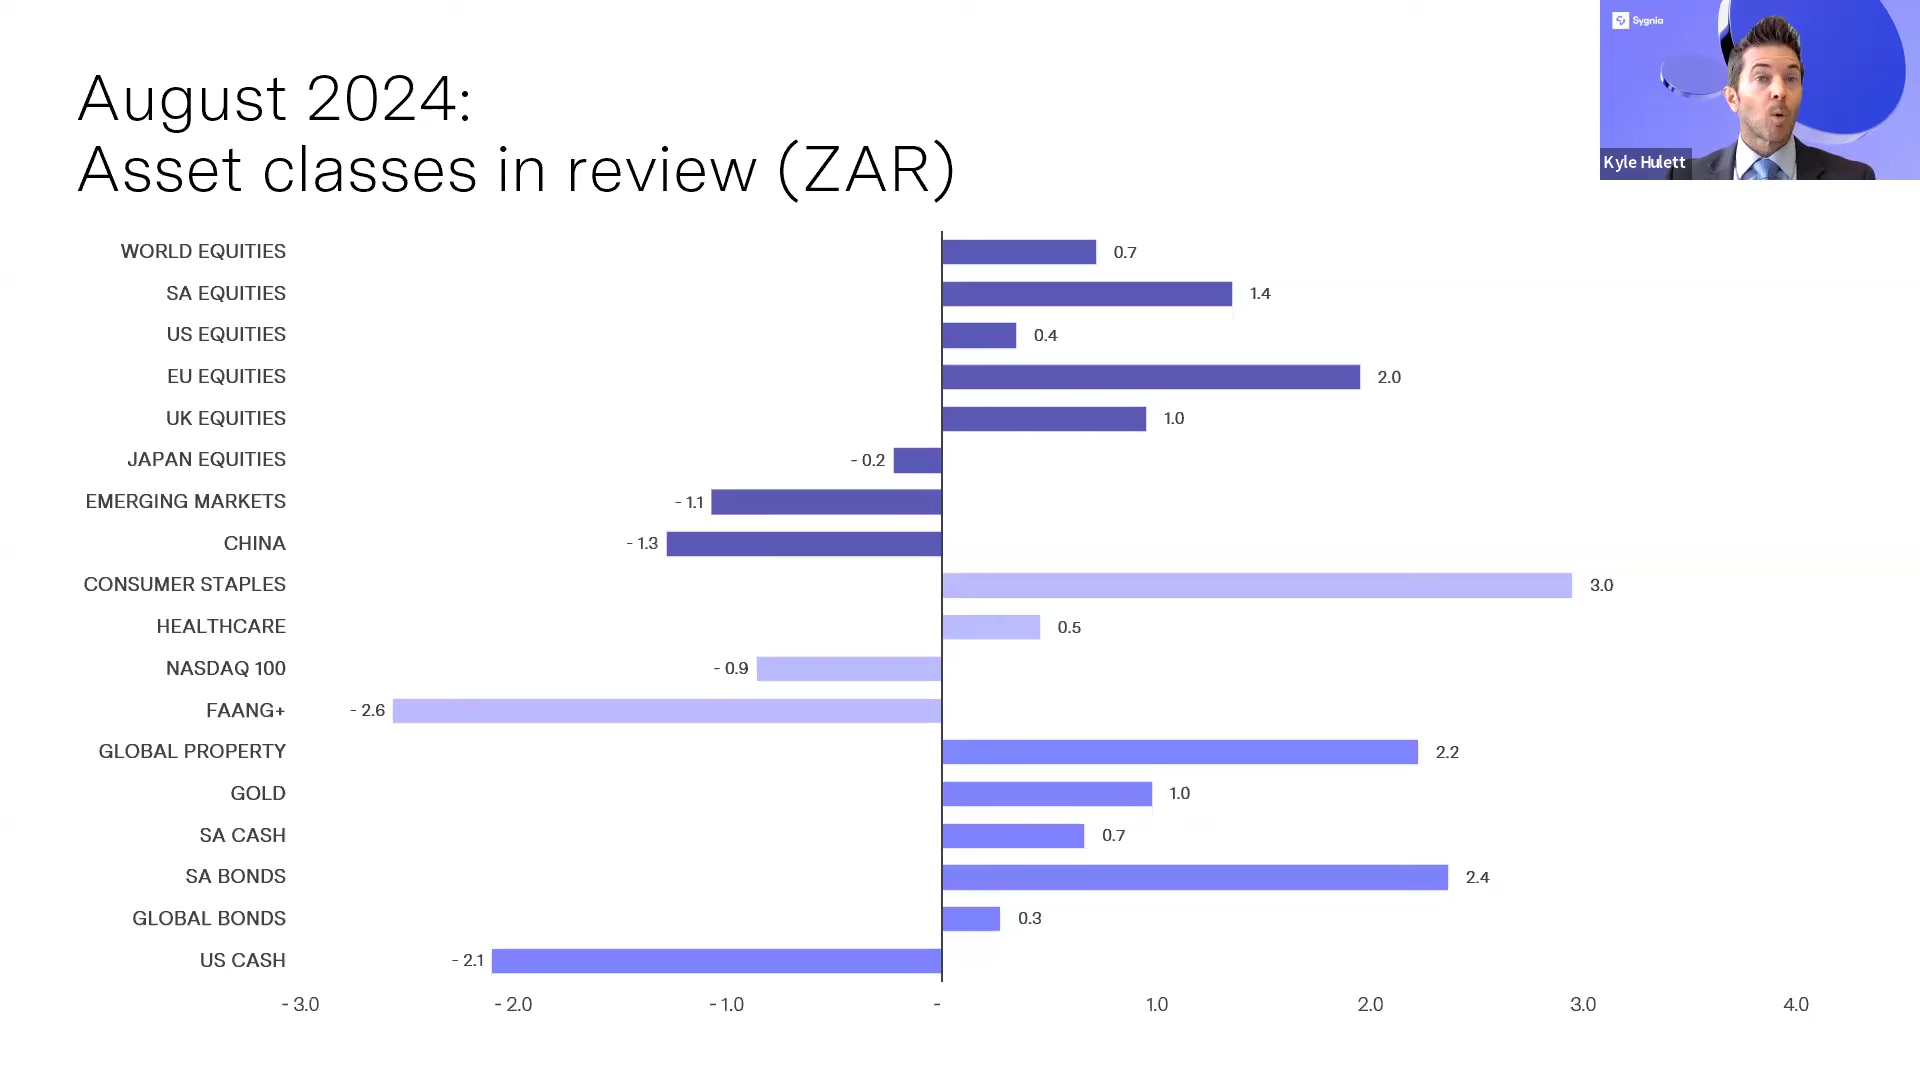 Sygnia
Kyle Hulett
August 2024:
Asset classes in review (ZAR)
WORLD EQUITIES 0.7
SA EQUITIES 1.4
US EQUITIES 0.4
EU EQUITIES 2.0
UK EQUITIES 1.0
JAPAN EQUITIES - 0.2
EMERGING MARKETS - 1.1
CHINA - 1.3
CONSUMER STAPLES 3.0
HEALTHCARE 0.5
NASDAQ 100 - 0.9
FAANG+ - 2.6
GLOBAL PROPERTY 2.2
GOLD 1.0
SA CASH 0.7
SA BONDS 2.4
GLOBAL BONDS 0.3
US CASH - 2.1
- 3.0 - 2.0 - 1.0 - 1.0 2.0 3.0 4.0